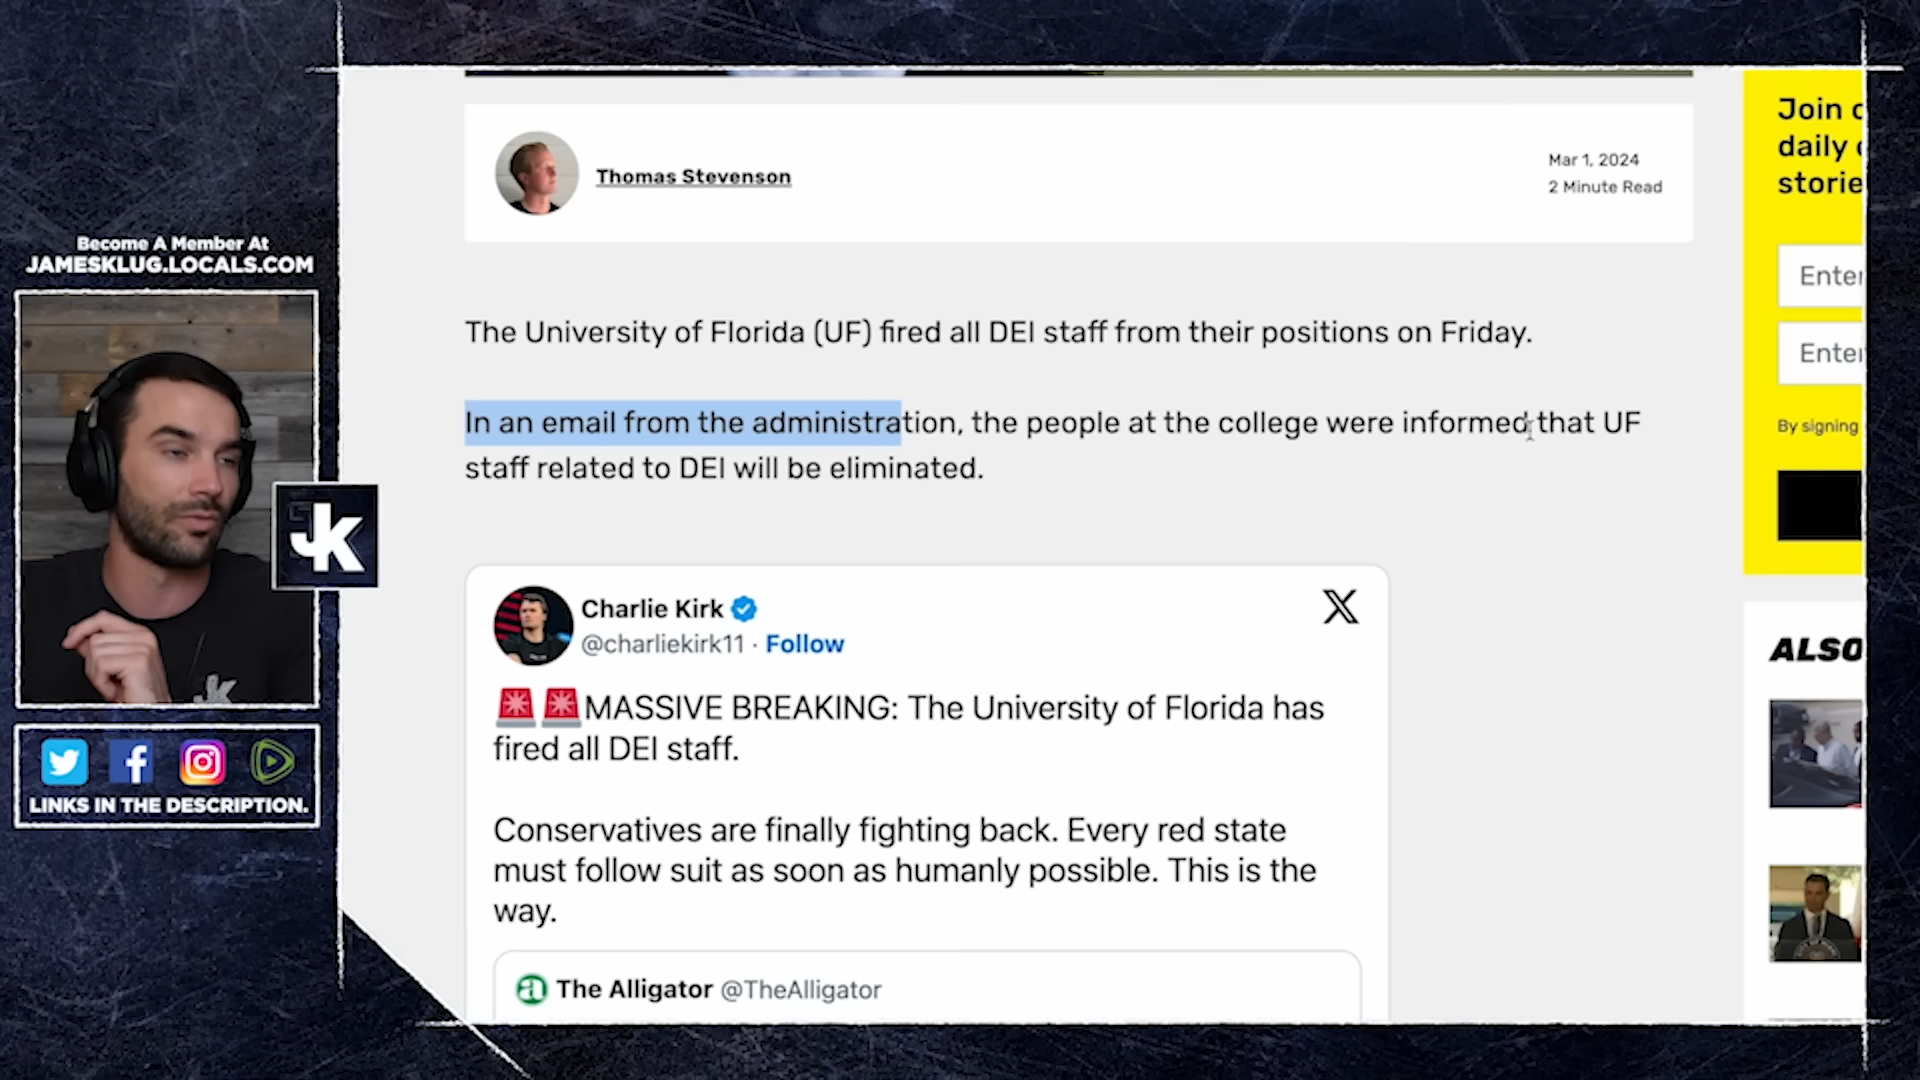 Become A Member At
JAMESKLUG.LOCALS.COM
JK
LINKS IN THE DESCRIPTION.
Thomas Stevenson
Mar 1, 2024
2 Minute Read
The University of Florida (UF) fired all DEI staff from their positions on Friday.
In an email from the administration, the people at the college were informed that UF
staff related to DEI will be eliminated.
Charlie Kirk
@charliekirk11 · Follow
🚨🚨MASSIVE BREAKING: The University of Florida has
fired all DEI staff.
Conservatives are finally fighting back. Every red state
must follow suit as soon as humanly possible. This is the
way.
The Alligator @TheAlligator
Join
daily
By signing
ALSO